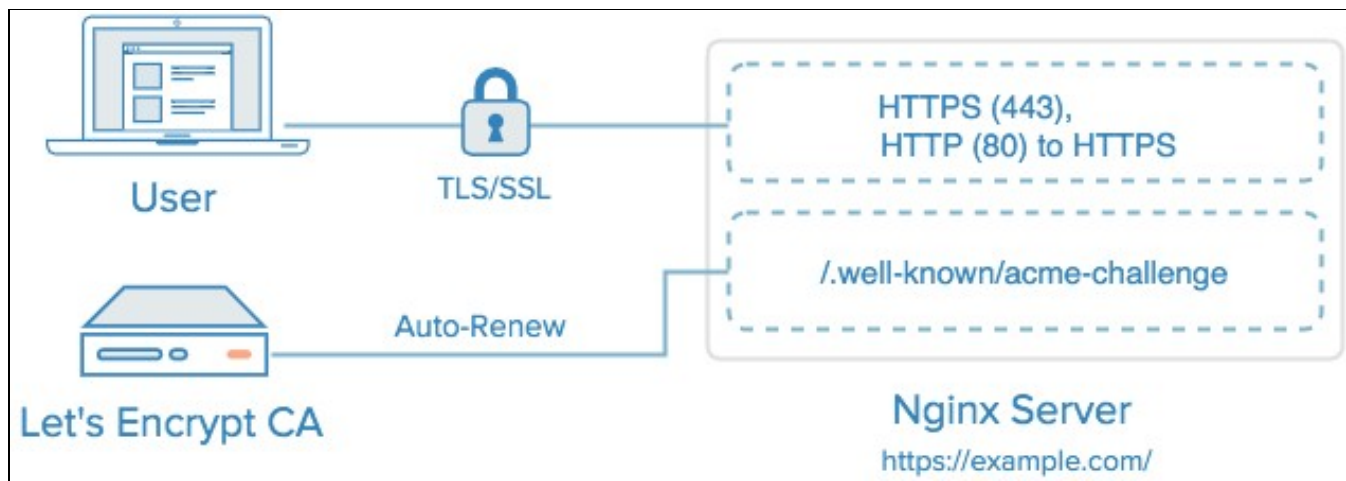 HTTPS (443),
HTTP (80) to HTTPS
User
TLS/SSL
/.well-known/acme-challenge
Auto-Renew
Let's Encrypt CA
Nginx Server
https://example.com/